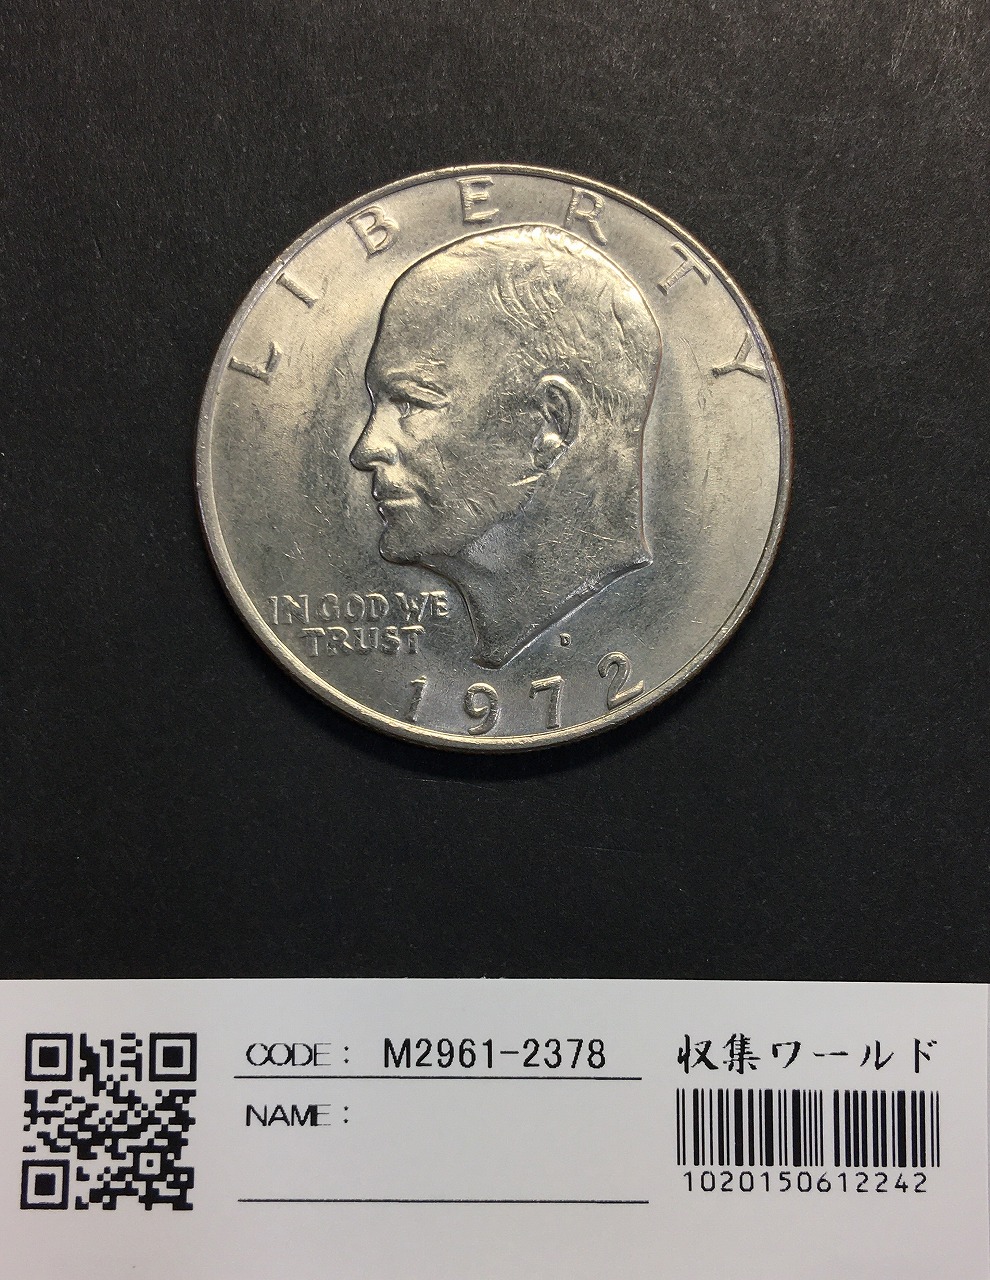 LIBERTY
IN GOD WE
TRUST
D
1972
CODE: M2961-2378
NAME:
収集ワールド
1020150612242